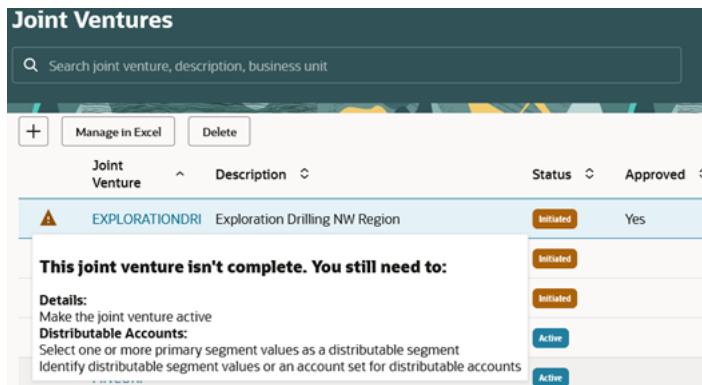 Joint Ventures
Search joint venture, description, business unit
+ Manage in Excel Delete
Joint Venture Description Status Approved
EXPLORATIONDRI Exploration Drilling NW Region Initiated Yes
Initiated
This joint venture isn't complete. You still need to:
Details:
Initiated
Make the joint venture active
Distributable Accounts:
Active
Select one or more primary segment values as a distributable segment
Identify distributable segment values or an account set for distributable accounts
Active